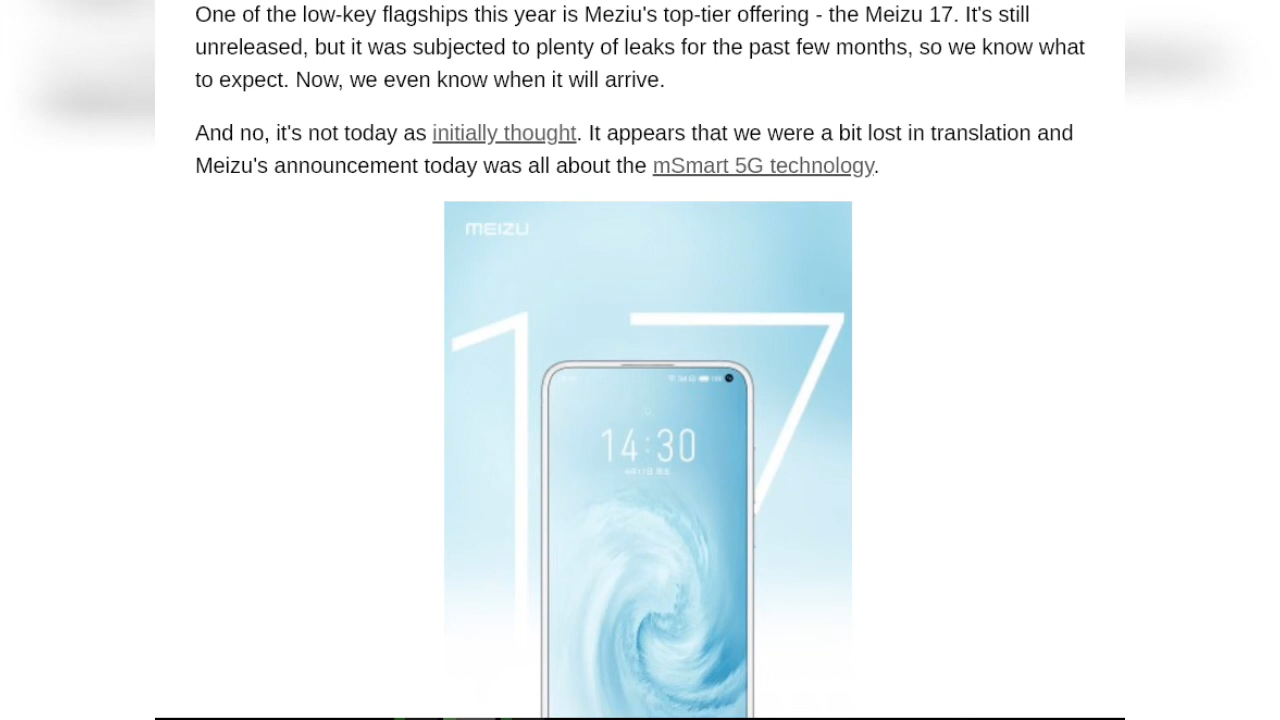 One of the low-key flagships this year is Meziu's top-tier offering - the Meizu 17. It's still
unreleased, but it was subjected to plenty of leaks for the past few months, so we know what
to expect. Now, we even know when it will arrive.
And no, it's not today as initially thought. It appears that we were a bit lost in translation and
Meizu's announcement today was all about the mSmart 5G technology.
MEIZU
17
14:30